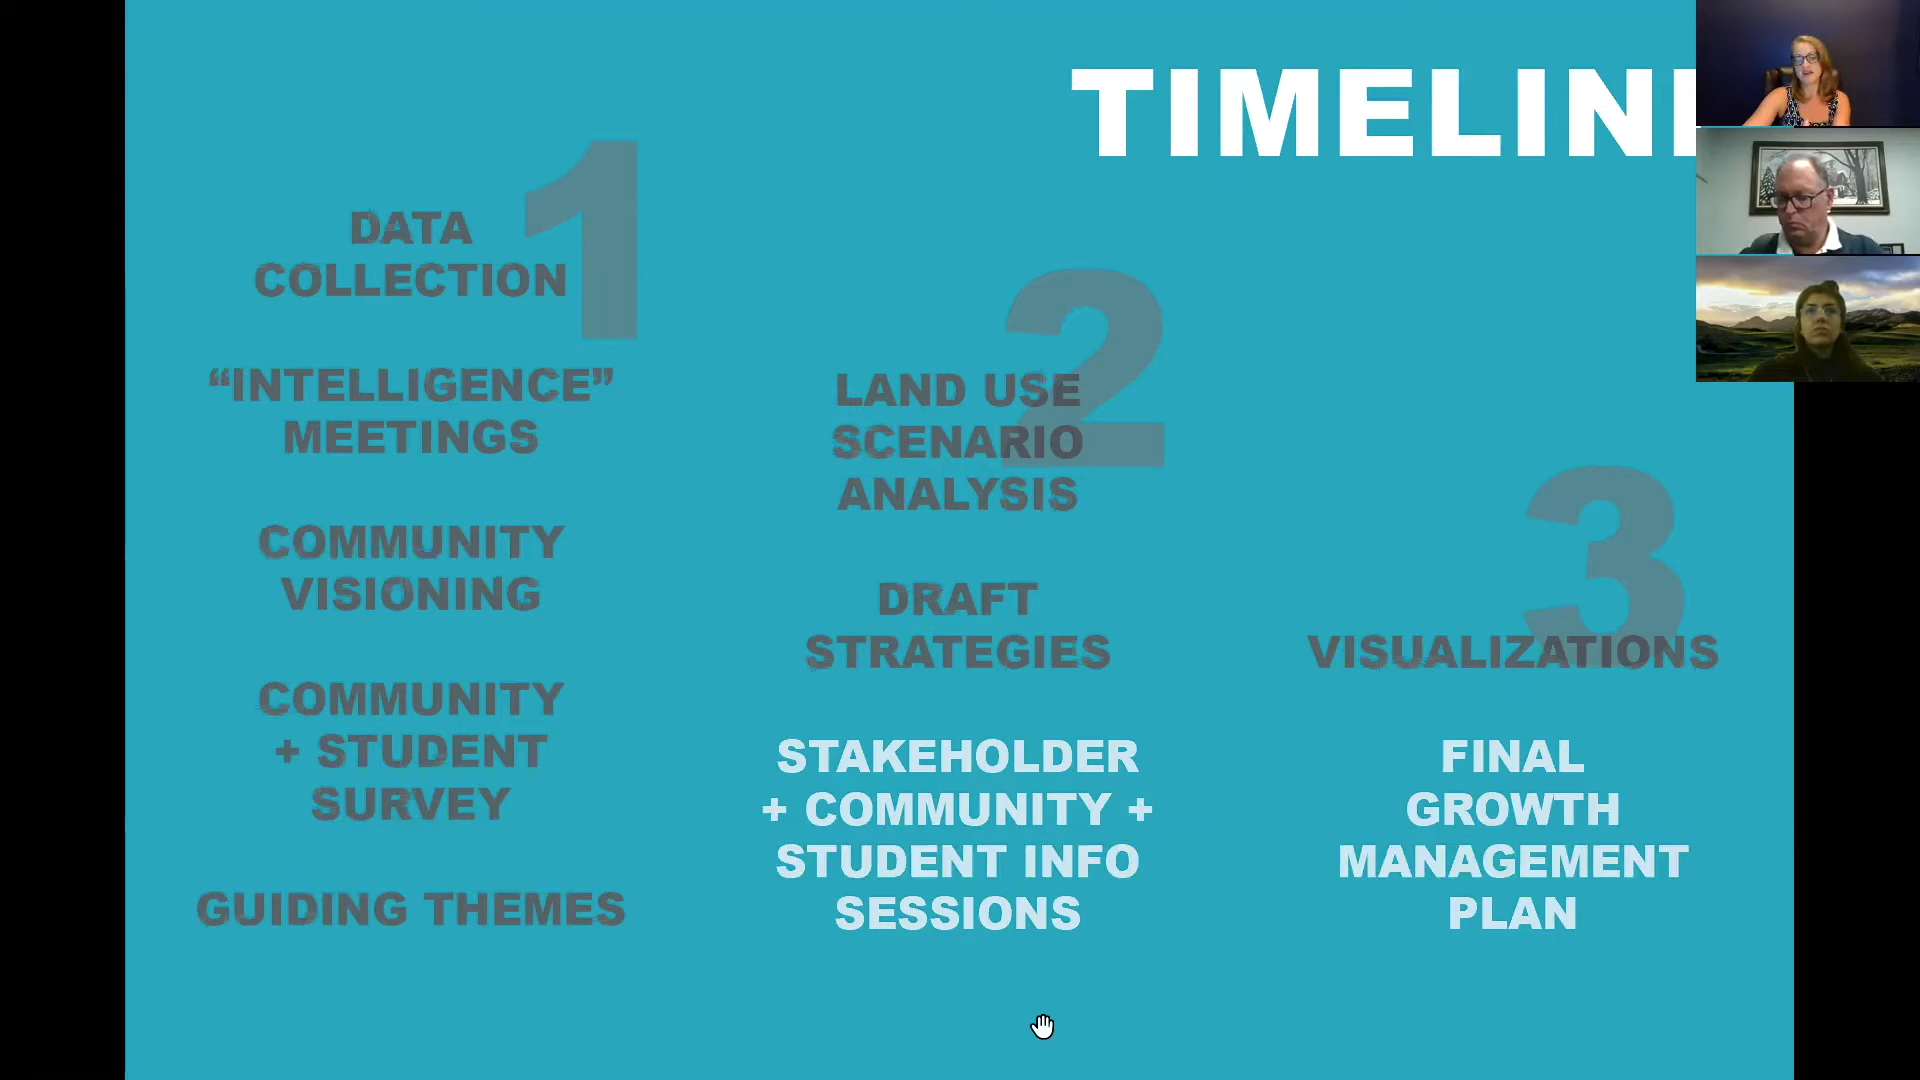 TIMELIN
1
DATA
COLLECTION
“INTELLIGENCE”
MEETINGS
COMMUNITY
VISIONING
COMMUNITY
+ STUDENT
SURVEY
GUIDING THEMES
2
LAND USE
SCENARIO
ANALYSIS
DRAFT
STRATEGIES
STAKEHOLDER
+ COMMUNITY +
STUDENT INFO
SESSIONS
3
VISUALIZATIONS
FINAL
GROWTH
MANAGEMENT
PLAN